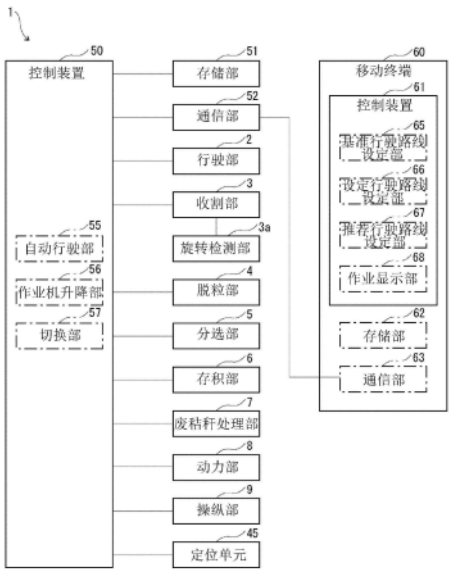 1
50
控制装置
55
自动行驶部
56
作业机升降部
57
切换部
51
存储部
52
通信部
2
行驶部
3
收割部
3a
旋转检测部
4
脱粒部
5
分选部
6
存积部
7
废秸秆处理部
8
动力部
9
操纵部
45
定位单元
60
移动终端
61
控制装置
65
基准行驶路线
设定部
66
设定行驶路线
设定部
67
推荐行驶路线
设定部
68
作业显示部
62
存储部
63
通信部